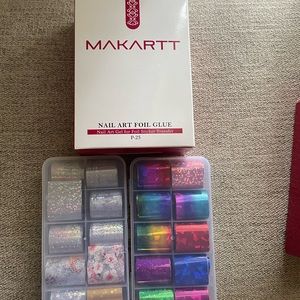 MAKARTT
NAIL ART FOIL GLUE
Nail Art Gel for Foil Sticker Transfer
P-25